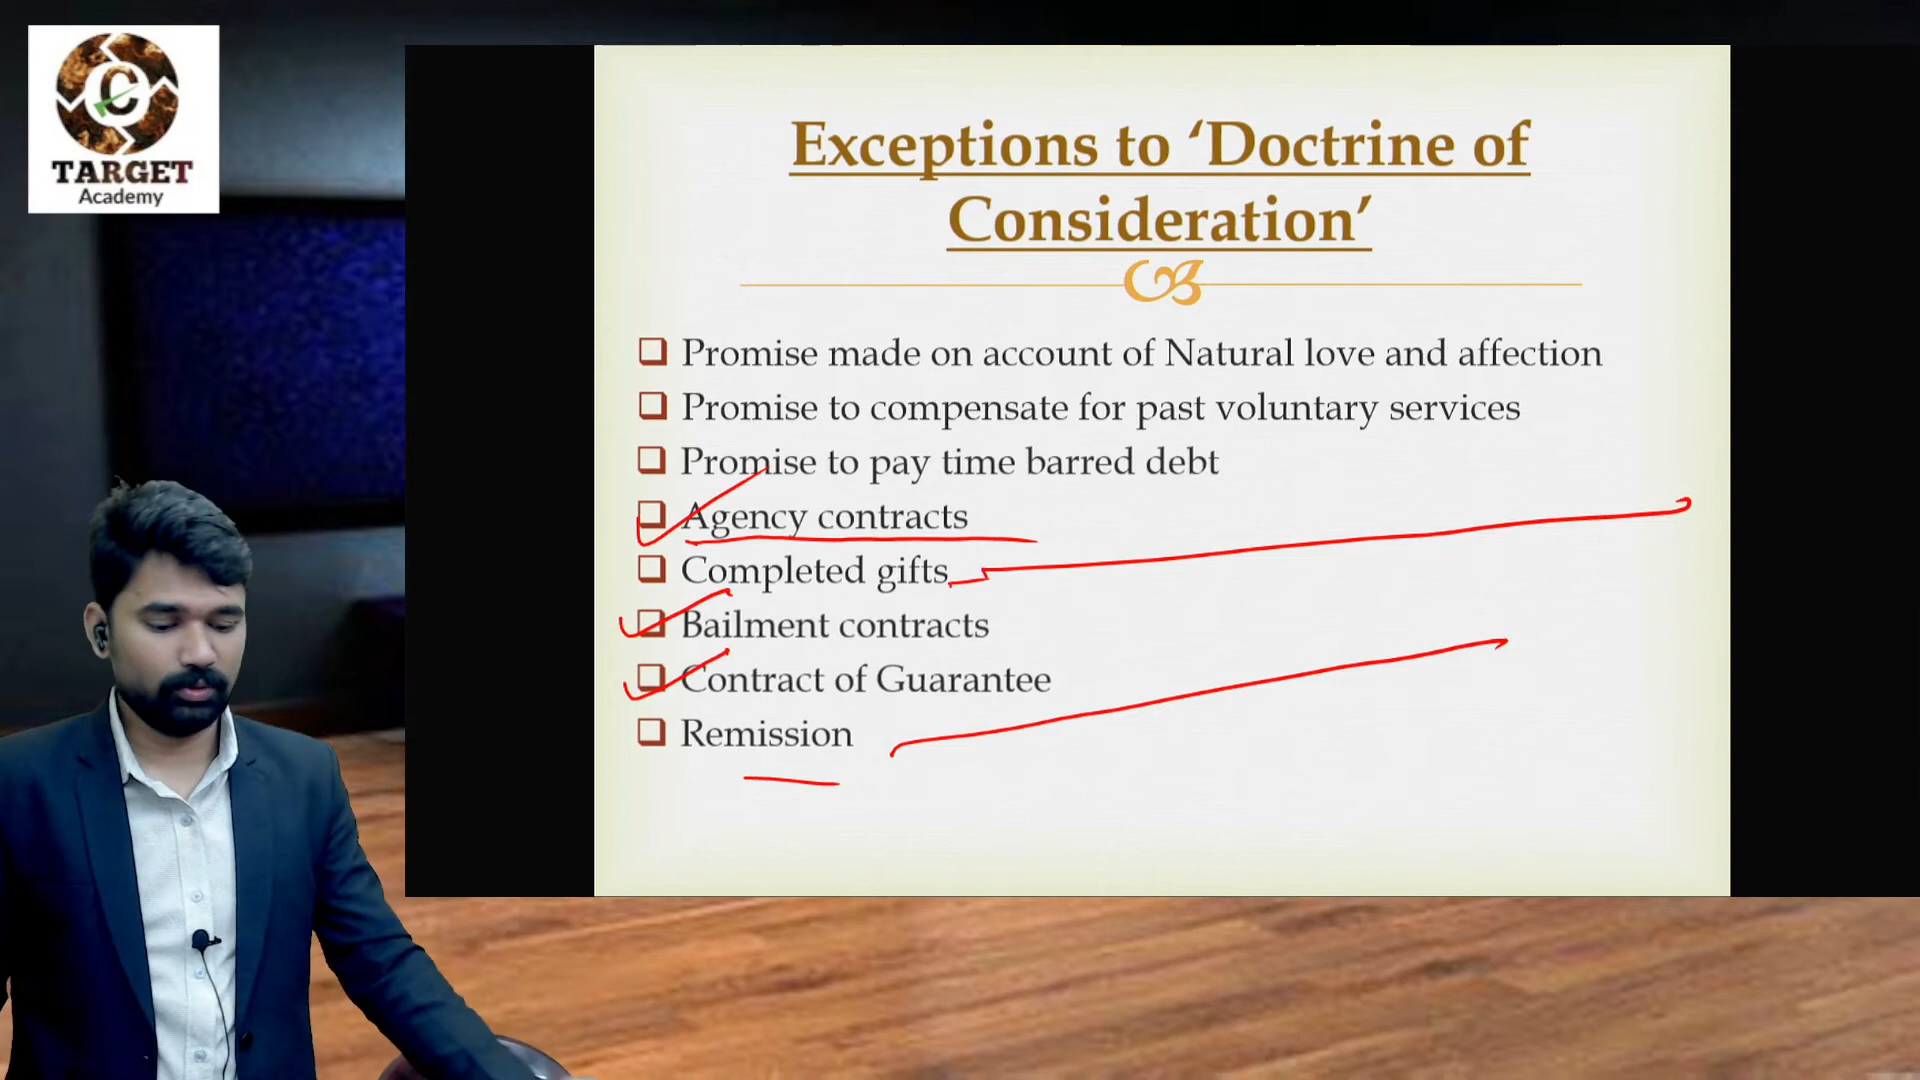 C
TARGET
Academy
Exceptions to ‘Doctrine of
Consideration’
Promise made on account of Natural love and affection
Promise to compensate for past voluntary services
Promise to pay time barred debt
Agency contracts
Completed gifts
Bailment contracts
Contract of Guarantee
Remission